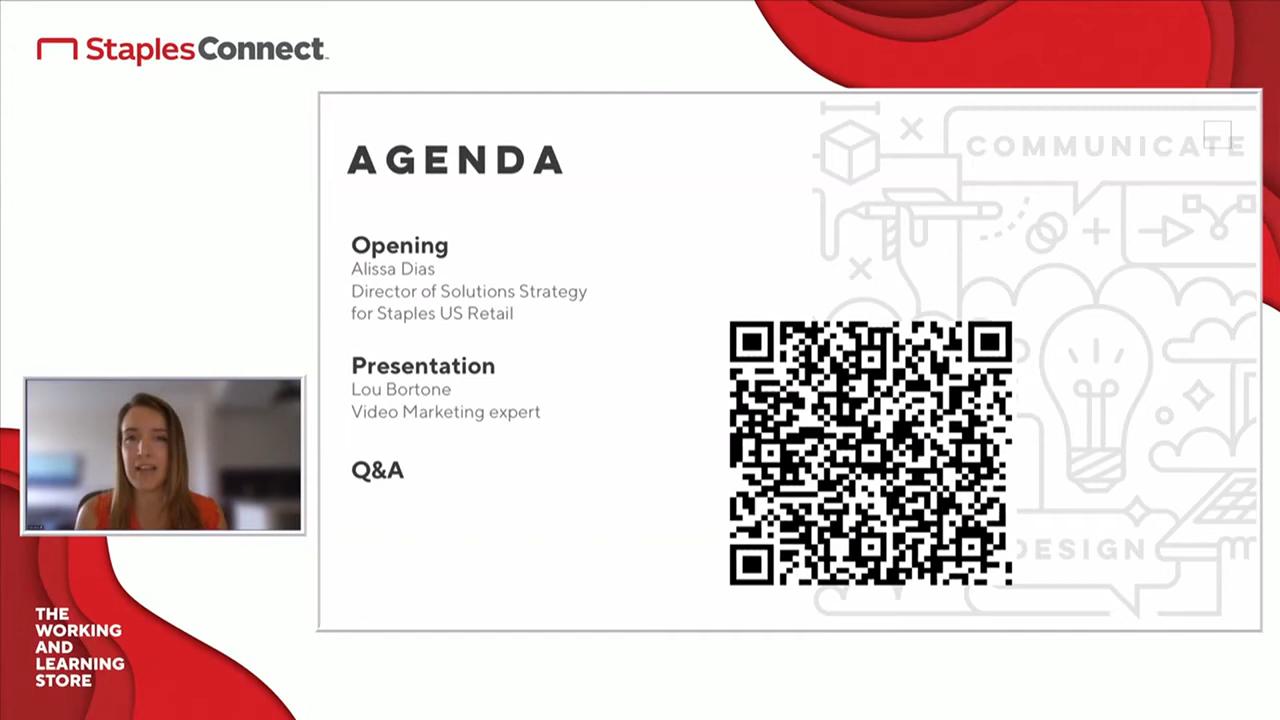 StaplesConnect™
AGENDA
COMMUNICATE
Opening
Alissa Dias
Director of Solutions Strategy
for Staples US Retail
Presentation
Lou Bortone
Video Marketing expert
Q&A
DESIGN
THE
WORKING
AND
LEARNING
STORE